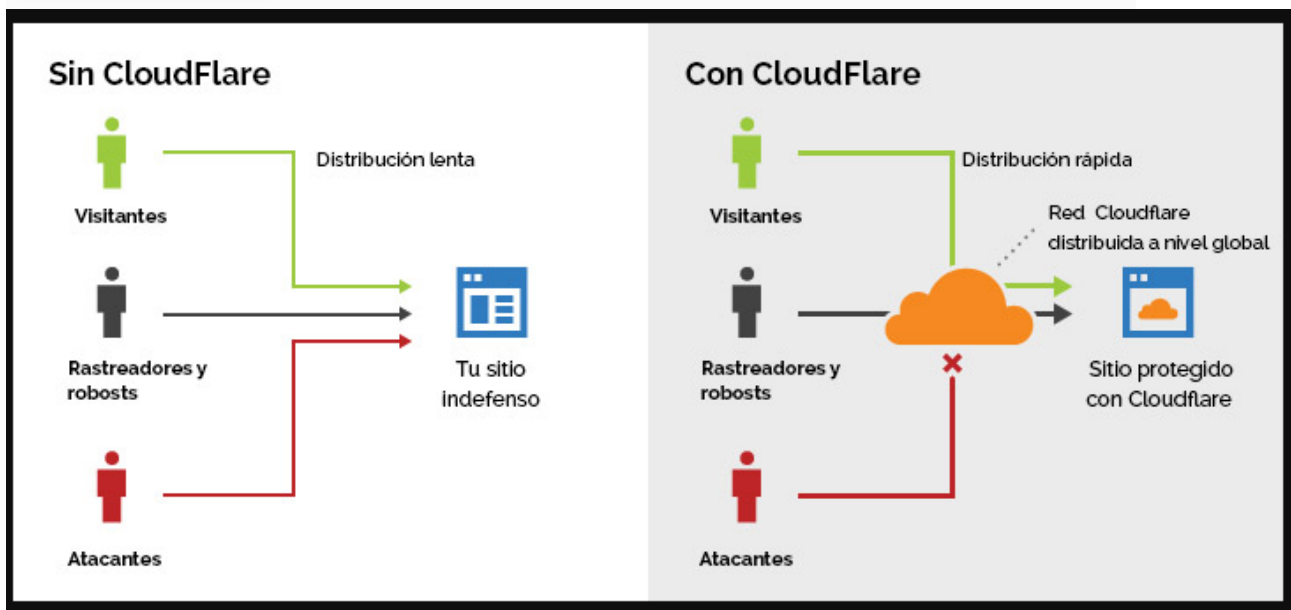 Sin CloudFlare
Distribución lenta
Visitantes
Rastreadores y
robosts
Tu sitio
indefenso
Atacantes
Con CloudFlare
Distribución rápida
Visitantes
Red Cloudflare
distribuida a nivel global
Rastreadores y
robosts
Sitio protegido
con Cloudflare
Atacantes